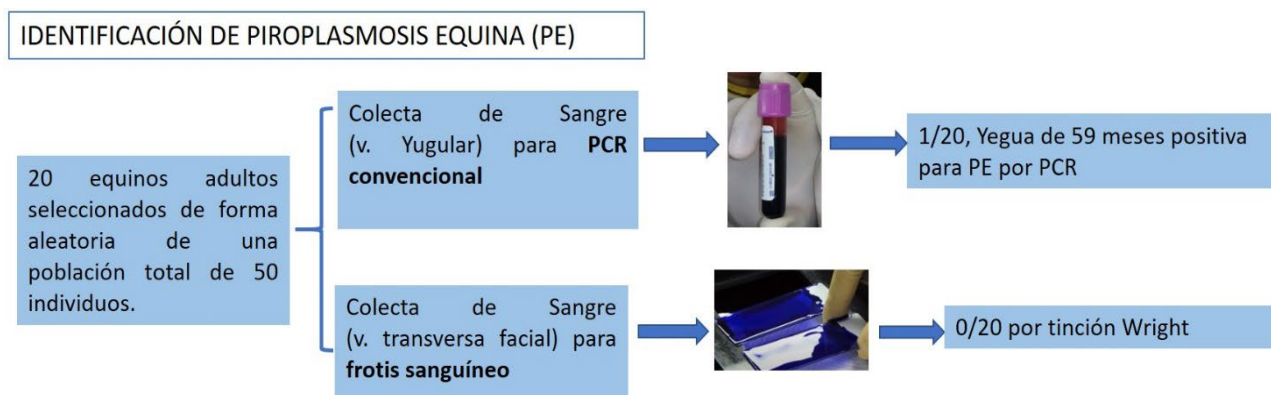 IDENTIFICACIÓN DE PIROPLASMOSIS EQUINA (PE)
20 equinos adultos
seleccionados de forma
aleatoria de una
población total de 50
individuos.
Colecta de Sangre
(v. Yugular) para PCR
convencional
1/20, Yegua de 59 meses positiva
para PE por PCR
Colecta de Sangre
(v. transversa facial) para
frotis sanguíneo
0/20 por tinción Wright